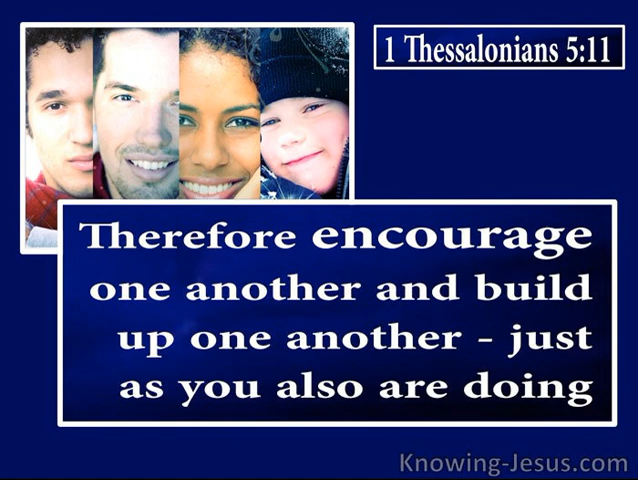 1 Thessalonians 5:11
Therefore encourage
one another and build
up one another - just
as you also are doing
Knowing-Jesus.com